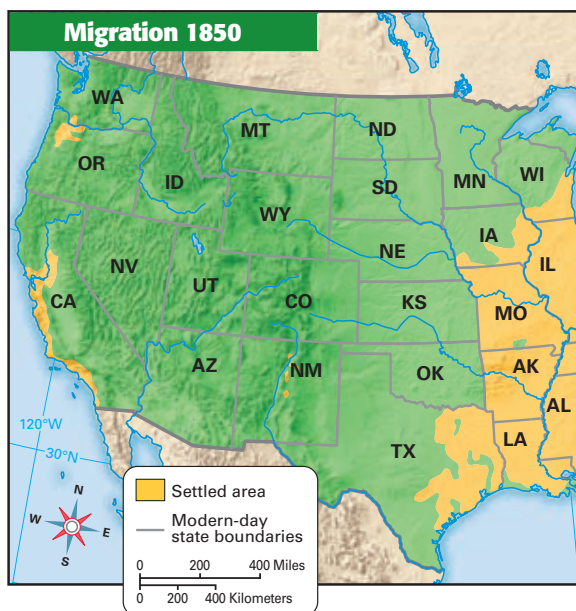 Migration 1850
WA
MT
ND
MN
WI
OR
ID
SD
WY
IA
NE
IL
NV
UT
CA
CO
KS
MO
AZ
NM
OK
AK
AL
TX
LA
120°W
30°N
N
W
E
S
Settled area
Modern-day
state boundaries
0 200 400 Miles
0 200 400 Kilometers